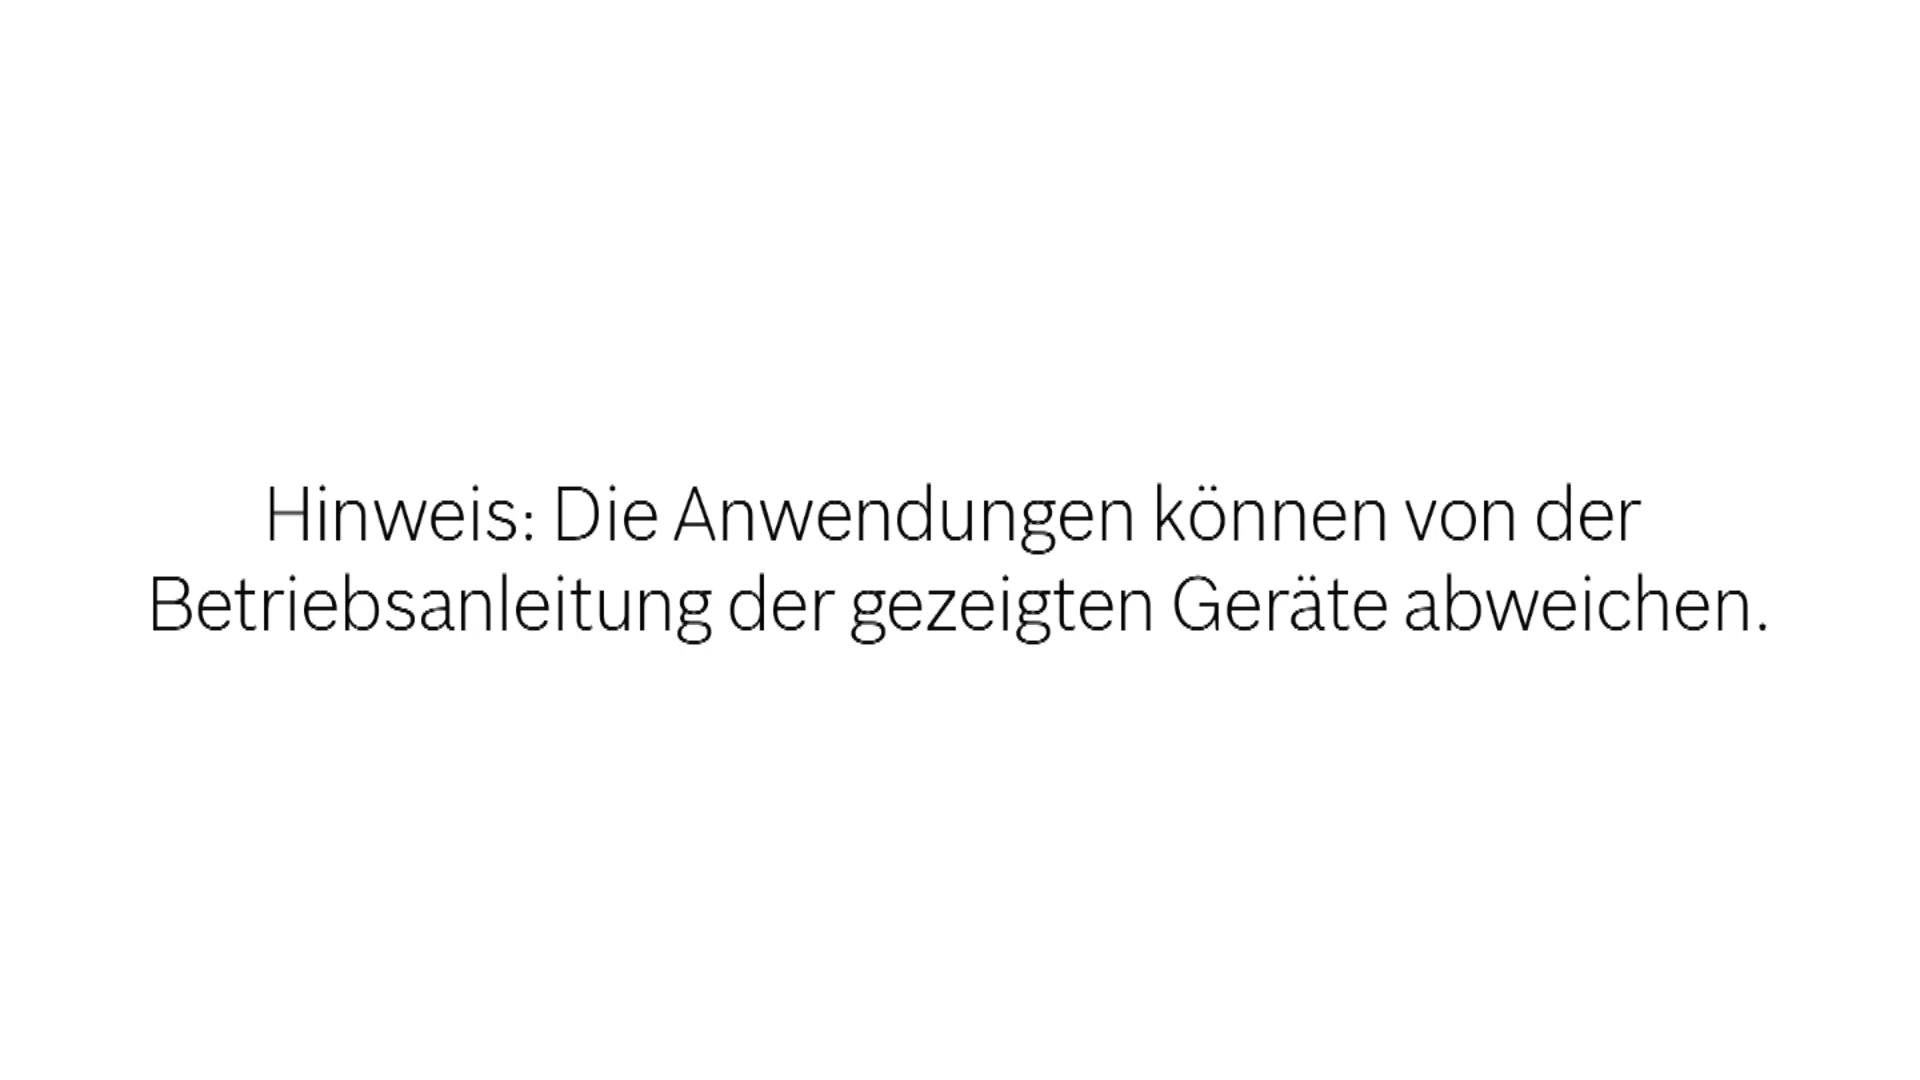 Hinweis: Die Anwendungen können von der
Betriebsanleitung der gezeigten Geräte abweichen.